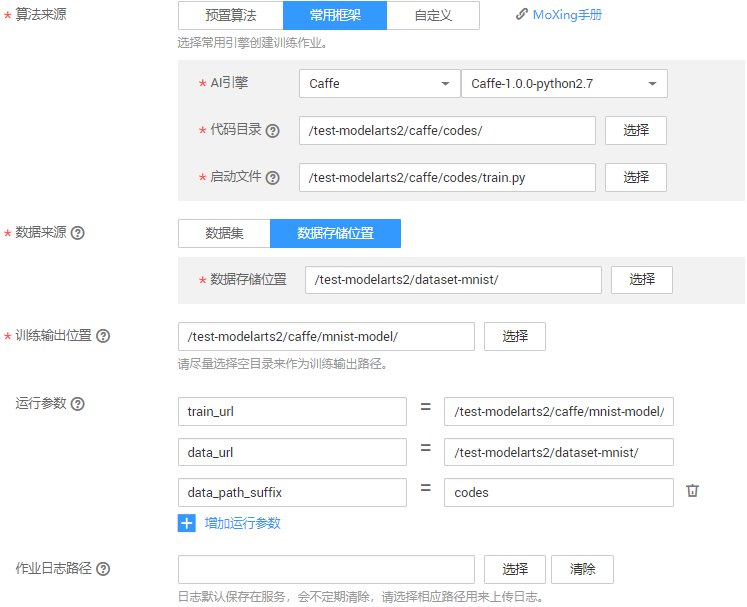 * 算法来源 预置算法 常用框架 自定义 MoXing手册
选择常用引擎创建训练作业。
* AI引擎 Caffe Caffe-1.0.0-python2.7
* 代码目录 ? /test-modelarts2/caffe/codes/ 选择
* 启动文件 ? /test-modelarts2/caffe/codes/train.py 选择
* 数据来源 ? 数据集 数据存储位置
* 数据存储位置 /test-modelarts2/dataset-mnist/ 选择
* 训练输出位置 ? /test-modelarts2/caffe/mnist-model/ 选择
请尽量选择空目录来作为训练输出路径。
运行参数 ? train_url = /test-modelarts2/caffe/mnist-model/
data_url = /test-modelarts2/dataset-mnist/
data_path_suffix = codes
+ 增加运行参数
作业日志路径 ? 选择 清除
日志默认保存在服务，会不定期清除，请选择相应路径用来上传日志。